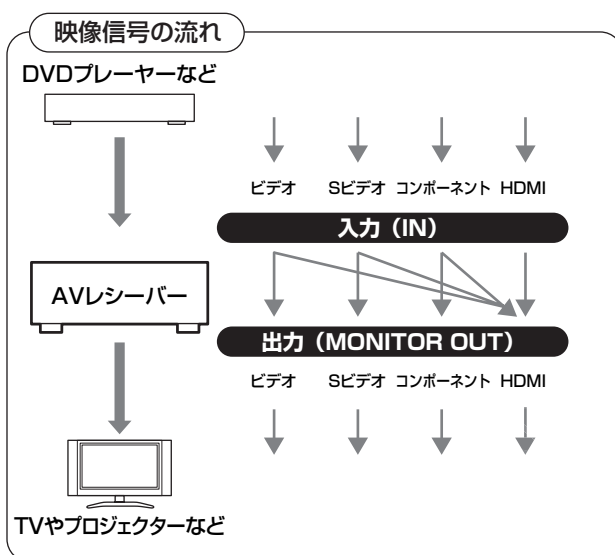 映像信号の流れ
DVDプレーヤーなど
ビデオ Sビデオ コンポーネント HDMI
入力（IN）
AVレシーバー
出力（MONITOR OUT）
ビデオ Sビデオ コンポーネント HDMI
TVやプロジェクターなど